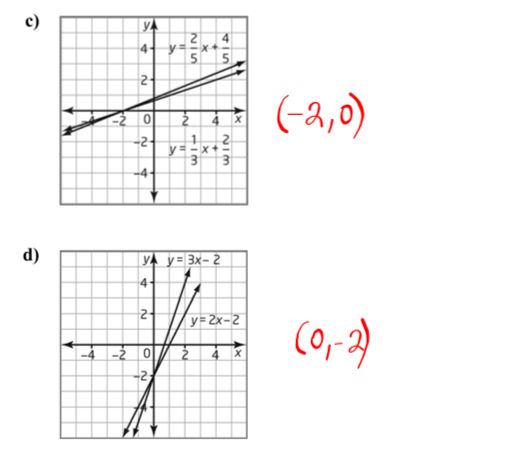 c)
y
y = 2/5 x + 4/5
4
2
-4 -2 0 2 4 x
-2
y = 1/3 x + 2/3
-4
(-2,0)
d)
y y = 3x - 2
4
2
y = 2x - 2
-4 -2 0 2 4 x
-2
-4
(0,-2)